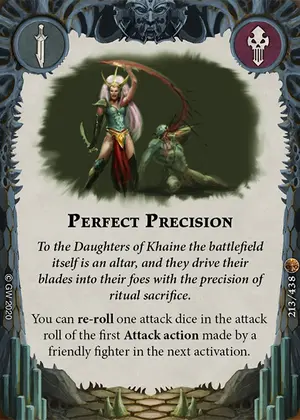 Perfect Precision
To the Daughters of Khaine the battlefield
itself is an altar, and they drive their
blades into their foes with the precision of
ritual sacrifice.
You can re-roll one attack dice in the attack
roll of the first Attack action made by a
friendly fighter in the next activation.
© GW 2020
213/438